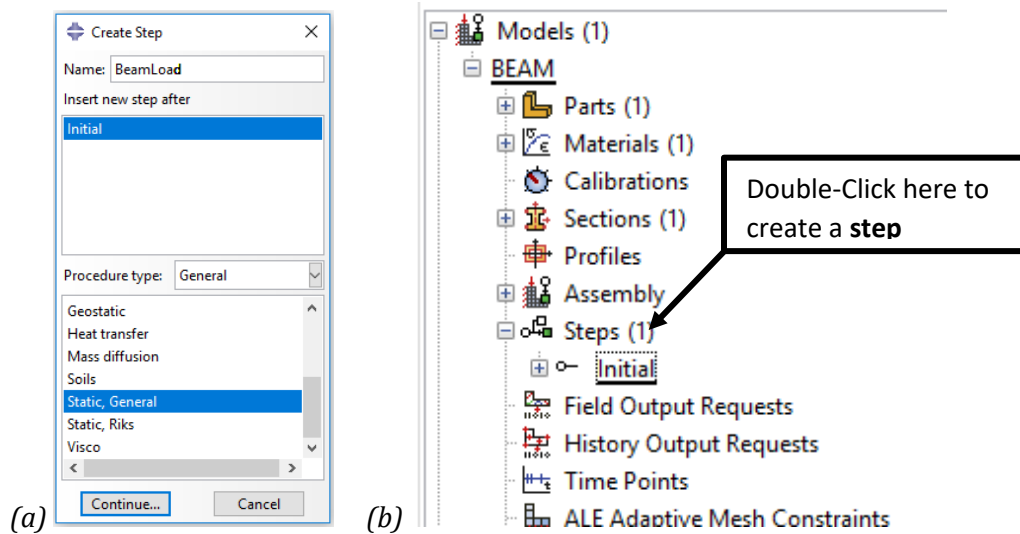 Create Step
Name: BeamLoad
Insert new step after
Initial
Procedure type: General
Geostatic
Heat transfer
Mass diffusion
Soils
Static, General
Static, Riks
Visco
Continue... Cancel
(a)
Models (1)
BEAM
Parts (1)
Materials (1)
Calibrations
Sections (1)
Profiles
Assembly
Steps (1)
Initial
Field Output Requests
History Output Requests
Time Points
ALE Adaptive Mesh Constraints
Double-Click here to
create a step
(b)